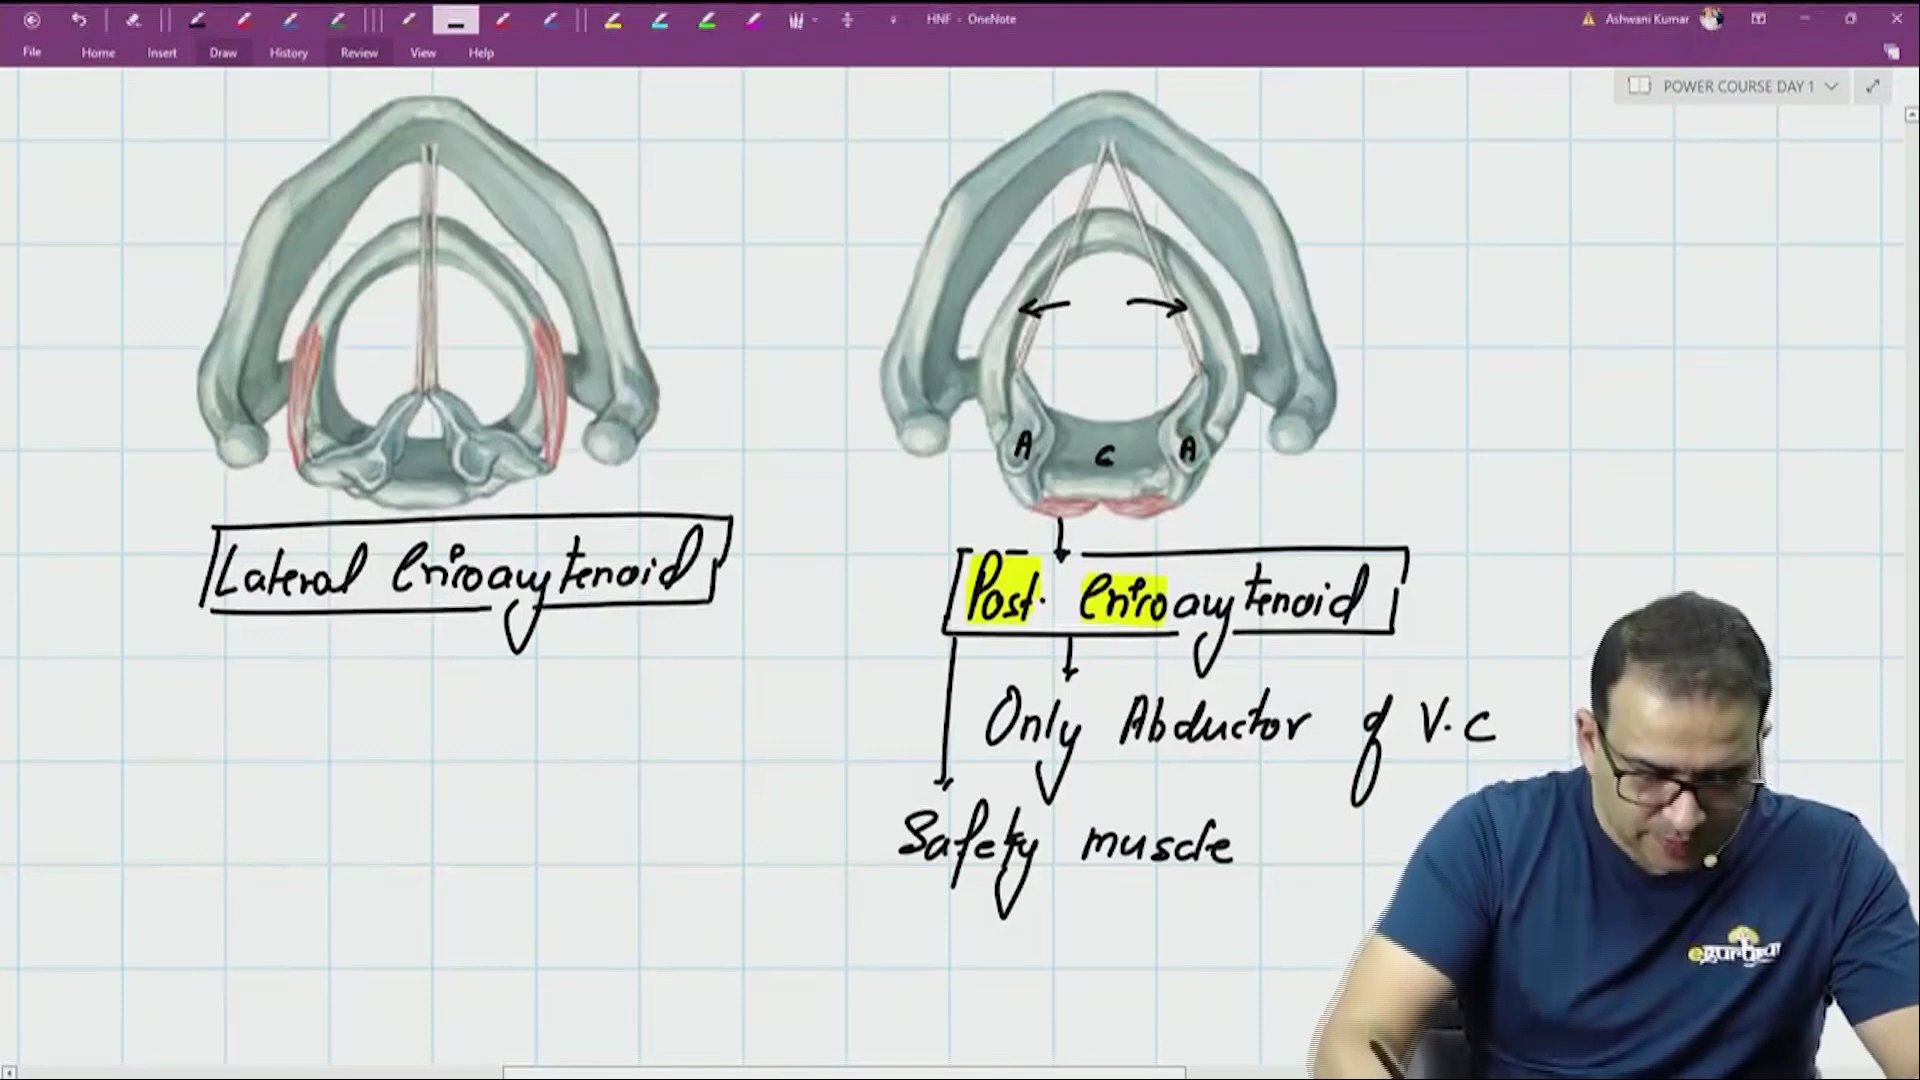 HNF - OneNote
Ashwani Kumar
File Home Insert Draw History Review View Help
POWER COURSE DAY 1
A C A
Lateral Cricoarytenoid
Post. Cricoarytenoid
Only Abductor of V.C
Safety muscle
egurukul